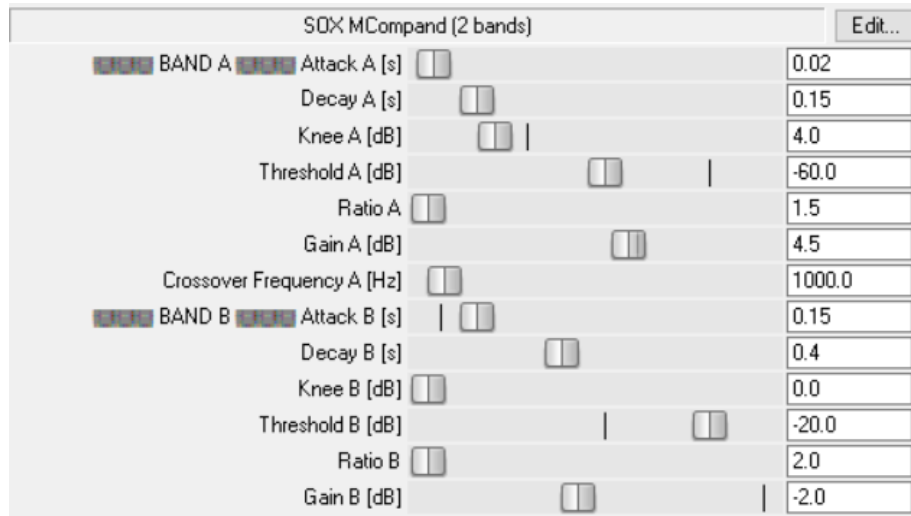 SOX MCompand (2 bands) Edit...
BAND A Attack A [s] 0.02
Decay A [s] 0.15
Knee A [dB] 4.0
Threshold A [dB] -60.0
Ratio A 1.5
Gain A [dB] 4.5
Crossover Frequency A [Hz] 1000.0
BAND B Attack B [s] 0.15
Decay B [s] 0.4
Knee B [dB] 0.0
Threshold B [dB] -20.0
Ratio B 2.0
Gain B [dB] -2.0